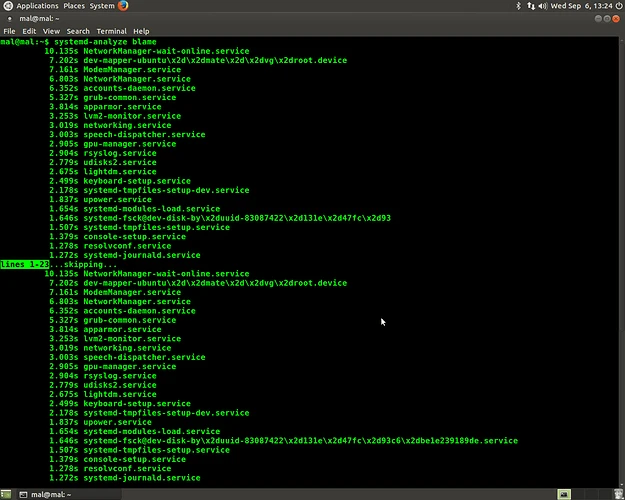 Applications Places System Wed Sep 6, 13:24
mal@mal: ~
File Edit View Search Terminal Help
mal@mal:~$ systemd-analyze blame
10.135s NetworkManager-wait-online.service
7.202s dev-mapper-ubuntu\x2d\x2dmate\x2d\x2dvg\x2droot.device
7.161s ModemManager.service
6.803s NetworkManager.service
6.352s accounts-daemon.service
5.327s grub-common.service
3.814s apparmor.service
3.253s lvm2-monitor.service
3.019s networking.service
3.003s speech-dispatcher.service
2.905s gpu-manager.service
2.904s rsyslog.service
2.779s udisks2.service
2.675s lightdm.service
2.499s keyboard-setup.service
2.178s systemd-tmpfiles-setup-dev.service
1.837s upower.service
1.654s systemd-modules-load.service
1.646s systemd-fsck@dev-disk-by\x2duuid-83087422\x2d131e\x2d47fc\x2d93
1.507s systemd-tmpfiles-setup.service
1.379s console-setup.service
1.278s resolvconf.service
1.272s systemd-journald.service
lines 1-23...skipping...
10.135s NetworkManager-wait-online.service
7.202s dev-mapper-ubuntu\x2d\x2dmate\x2d\x2dvg\x2droot.device
7.161s ModemManager.service
6.803s NetworkManager.service
6.352s accounts-daemon.service
5.327s grub-common.service
3.814s apparmor.service
3.253s lvm2-monitor.service
3.019s networking.service
3.003s speech-dispatcher.service
2.905s gpu-manager.service
2.904s rsyslog.service
2.779s udisks2.service
2.675s lightdm.service
2.499s keyboard-setup.service
2.178s systemd-tmpfiles-setup-dev.service
1.837s upower.service
1.654s systemd-modules-load.service
1.646s systemd-fsck@dev-disk-by\x2duuid-83087422\x2d131e\x2d47fc\x2d93c6\x2dbe1e239189de.service
1.507s systemd-tmpfiles-setup.service
1.379s console-setup.service
1.278s resolvconf.service
1.272s systemd-journald.service
mal@mal: ~